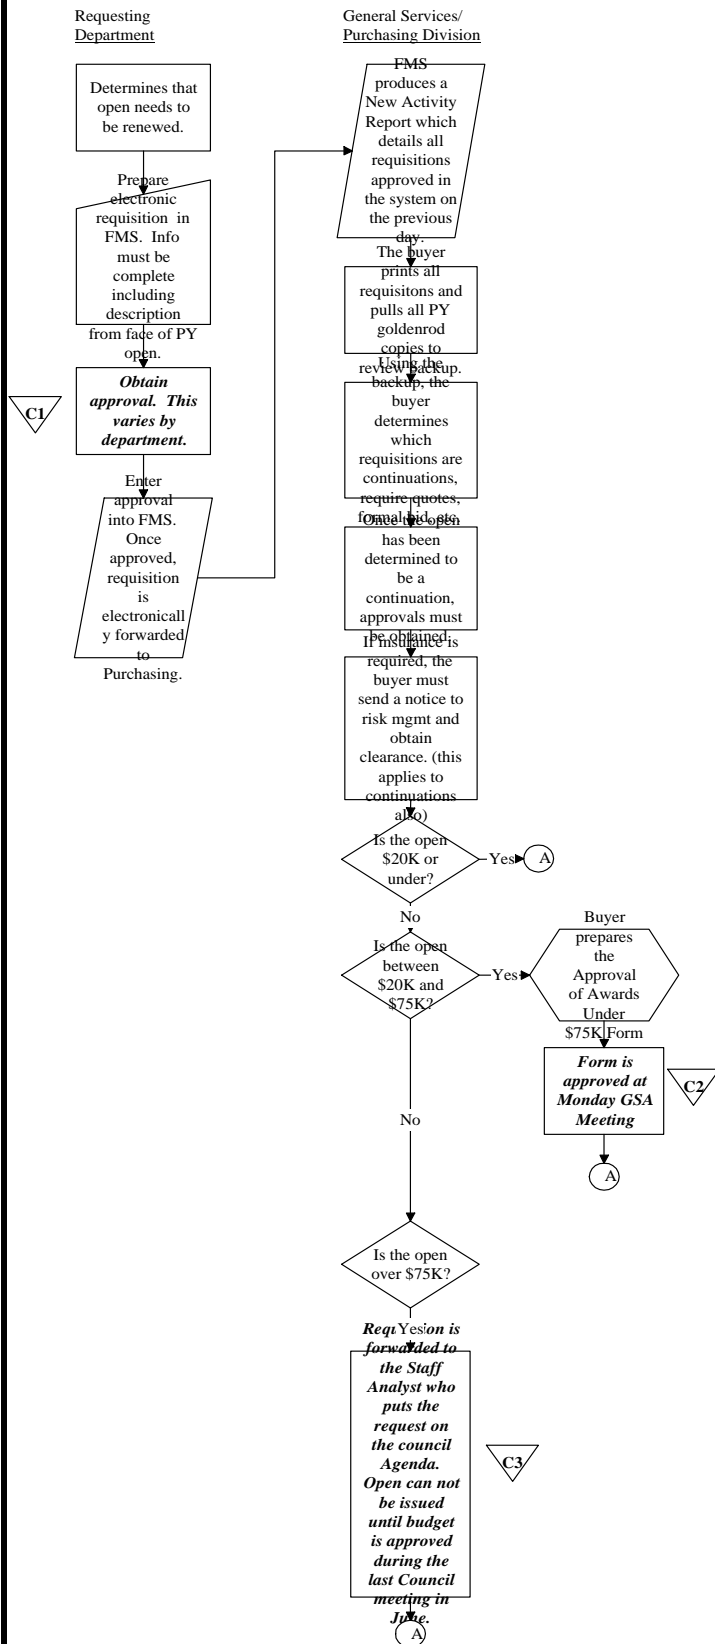 Requesting
Department
Determines that
open needs to
be renewed.
Prepare
electronic
requisition in
FMS. Info
must be
complete
including
description
from face of PY
open.
C1
Obtain
approval. This
varies by
department.
Enter
approval
into FMS.
Once
approved,
requisition
is
electronicall
y forwarded
to
Purchasing.
General Services/
Purchasing Division
FMS
produces a
New Activity
Report which
details all
requisitions
approved in
the system on
the previous
day.
The buyer
prints all
requisitons and
pulls all PY
goldenrod
copies to
review backup.
Using the
backup, the
buyer
determines
which
requisitions are
continuations,
require quotes,
formal bid, etc.
Once the open
has been
determined to
be a
continuation,
approvals must
be obtained.
If insurance is
required, the
buyer must
send a notice to
risk mgmt and
obtain
clearance. (this
applies to
continuations
also)
Is the open
$20K or
under?
Yes
A
No
Is the open
between
$20K and
$75K?
Yes
Buyer
prepares
the
Approval
of Awards
Under
$75K Form
Form is
approved at
Monday GSA
Meeting
C2
A
No
Is the open
over $75K?
Yes
Requisition is
forwarded to
the Staff
Analyst who
puts the
request on
the council
Agenda.
Open can not
be issued
until budget
is approved
during the
last Council
meeting in
June.
C3
A